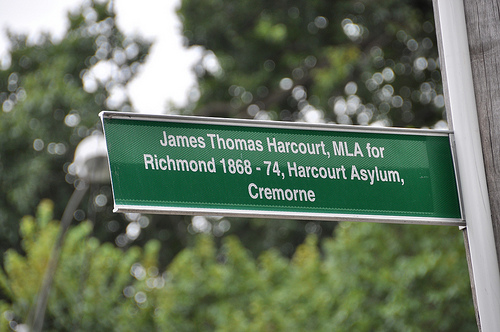 James Thomas Harcourt, MLA for
Richmond 1868 - 74, Harcourt Asylum,
Cremorne